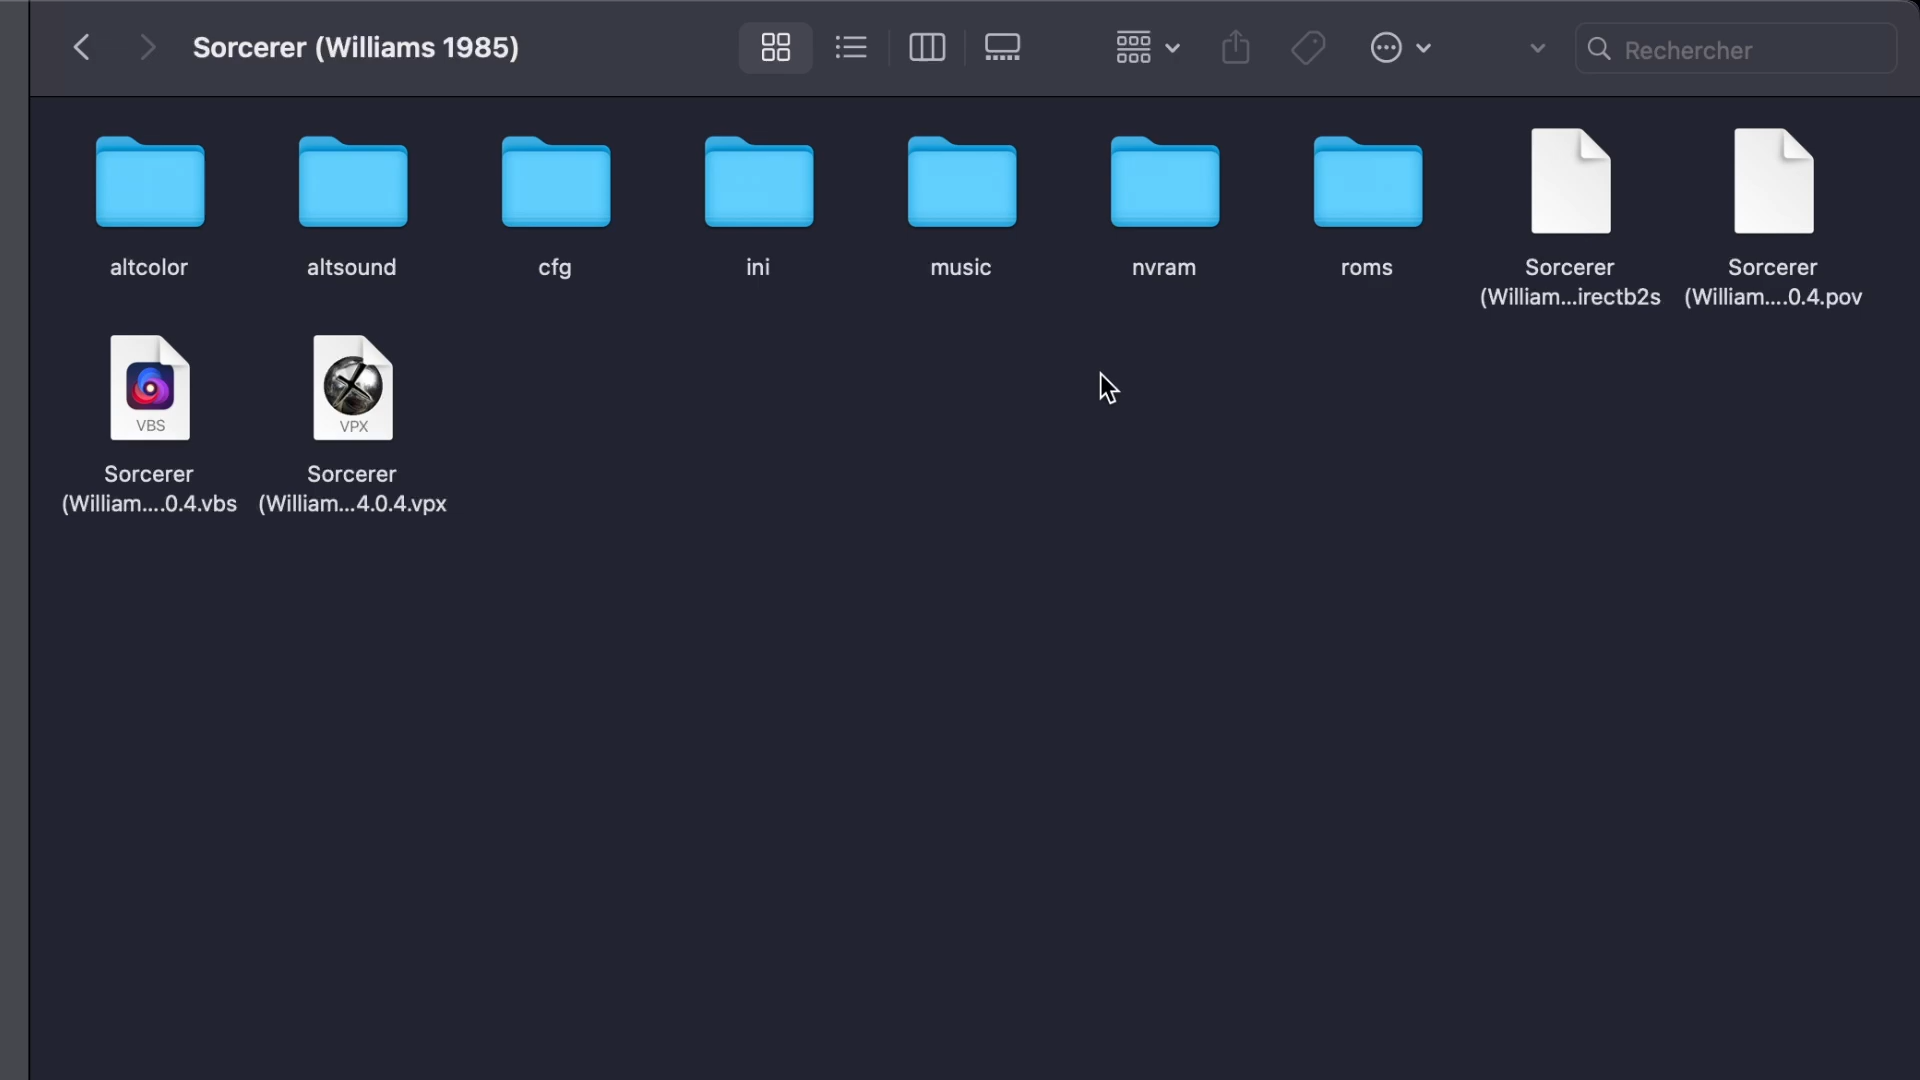 Sorcerer (Williams 1985)
Rechercher
altcolor
altsound
cfg
ini
music
nvram
roms
Sorcerer
(William...irectb2s
Sorcerer
(William....0.4.pov
VBS
Sorcerer
(William....0.4.vbs
VPX
Sorcerer
(William...4.0.4.vpx